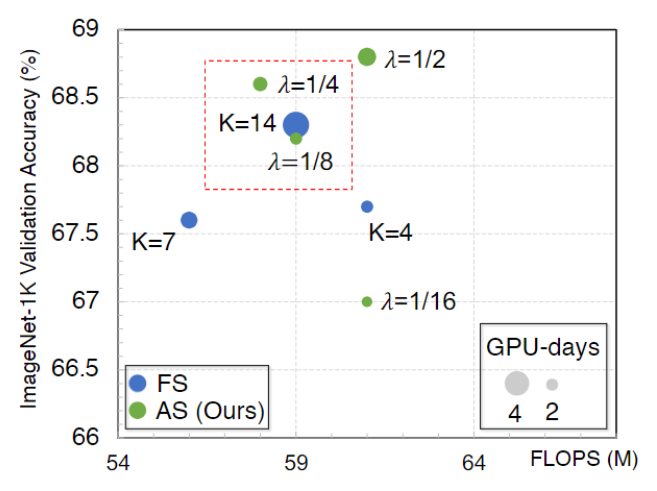 69
68.5
68
67.5
67
66.5
66
ImageNet-1K Validation Accuracy (%)
λ=1/2
λ=1/4
K=14
λ=1/8
K=7
K=4
λ=1/16
FS
AS (Ours)
GPU-days
4 2
54 59 64 FLOPS (M)